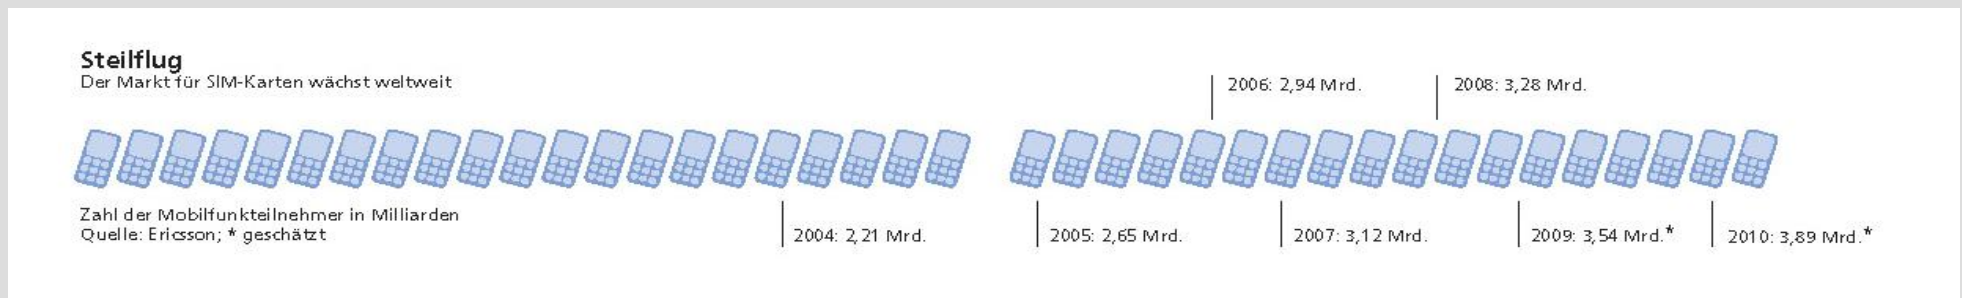 Steilflug
Der Markt für SIM-Karten wächst weltweit
2006: 2,94 Mrd.
2008: 3,28 Mrd.
Zahl der Mobilfunkteilnehmer in Milliarden
Quelle: Ericsson; * geschätzt
2004: 2,21 Mrd.
2005: 2,65 Mrd.
2007: 3,12 Mrd.
2009: 3,54 Mrd.*
2010: 3,89 Mrd.*